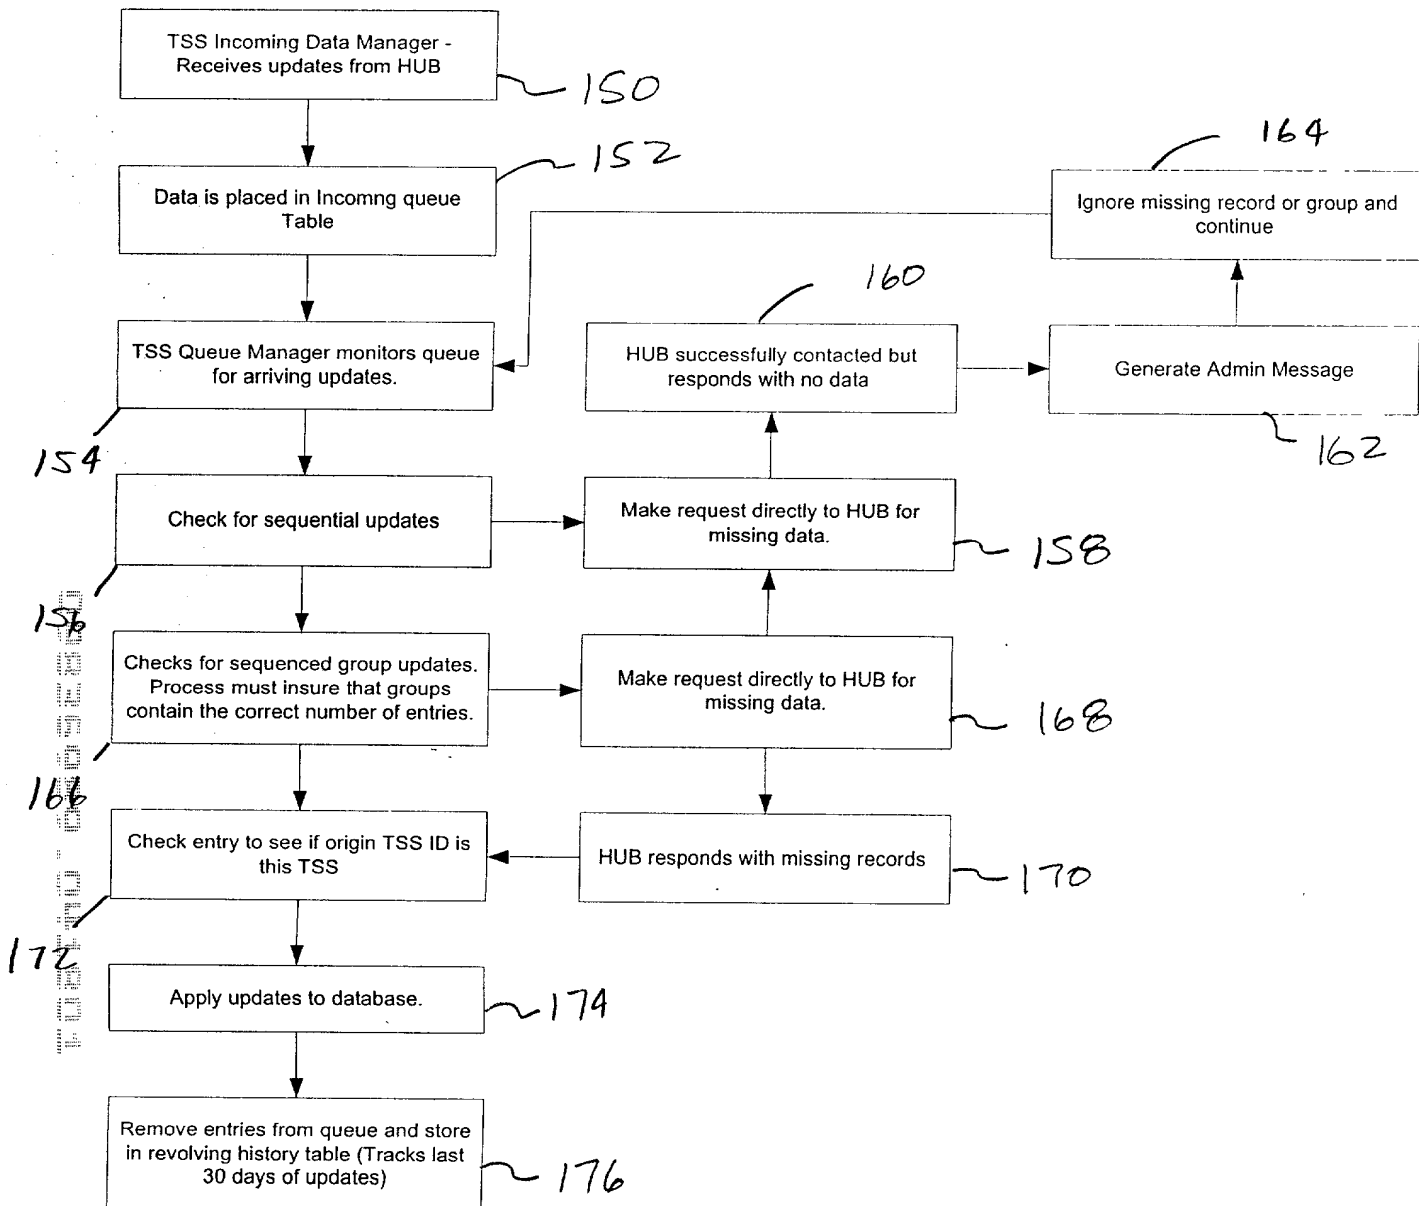 TSS Incoming Data Manager -
Receives updates from HUB
150
152
164
Data is placed in Incomng queue
Table
Ignore missing record or group and
continue
160
TSS Queue Manager monitors queue
for arriving updates.
HUB successfully contacted but
responds with no data
Generate Admin Message
154
162
Check for sequential updates
Make request directly to HUB for
missing data.
158
156
Checks for sequenced group updates.
Process must insure that groups
contain the correct number of entries.
Make request directly to HUB for
missing data.
168
166
Check entry to see if origin TSS ID is
this TSS
HUB responds with missing records
170
172
Apply updates to database.
174
Remove entries from queue and store
in revolving history table (Tracks last
30 days of updates)
176